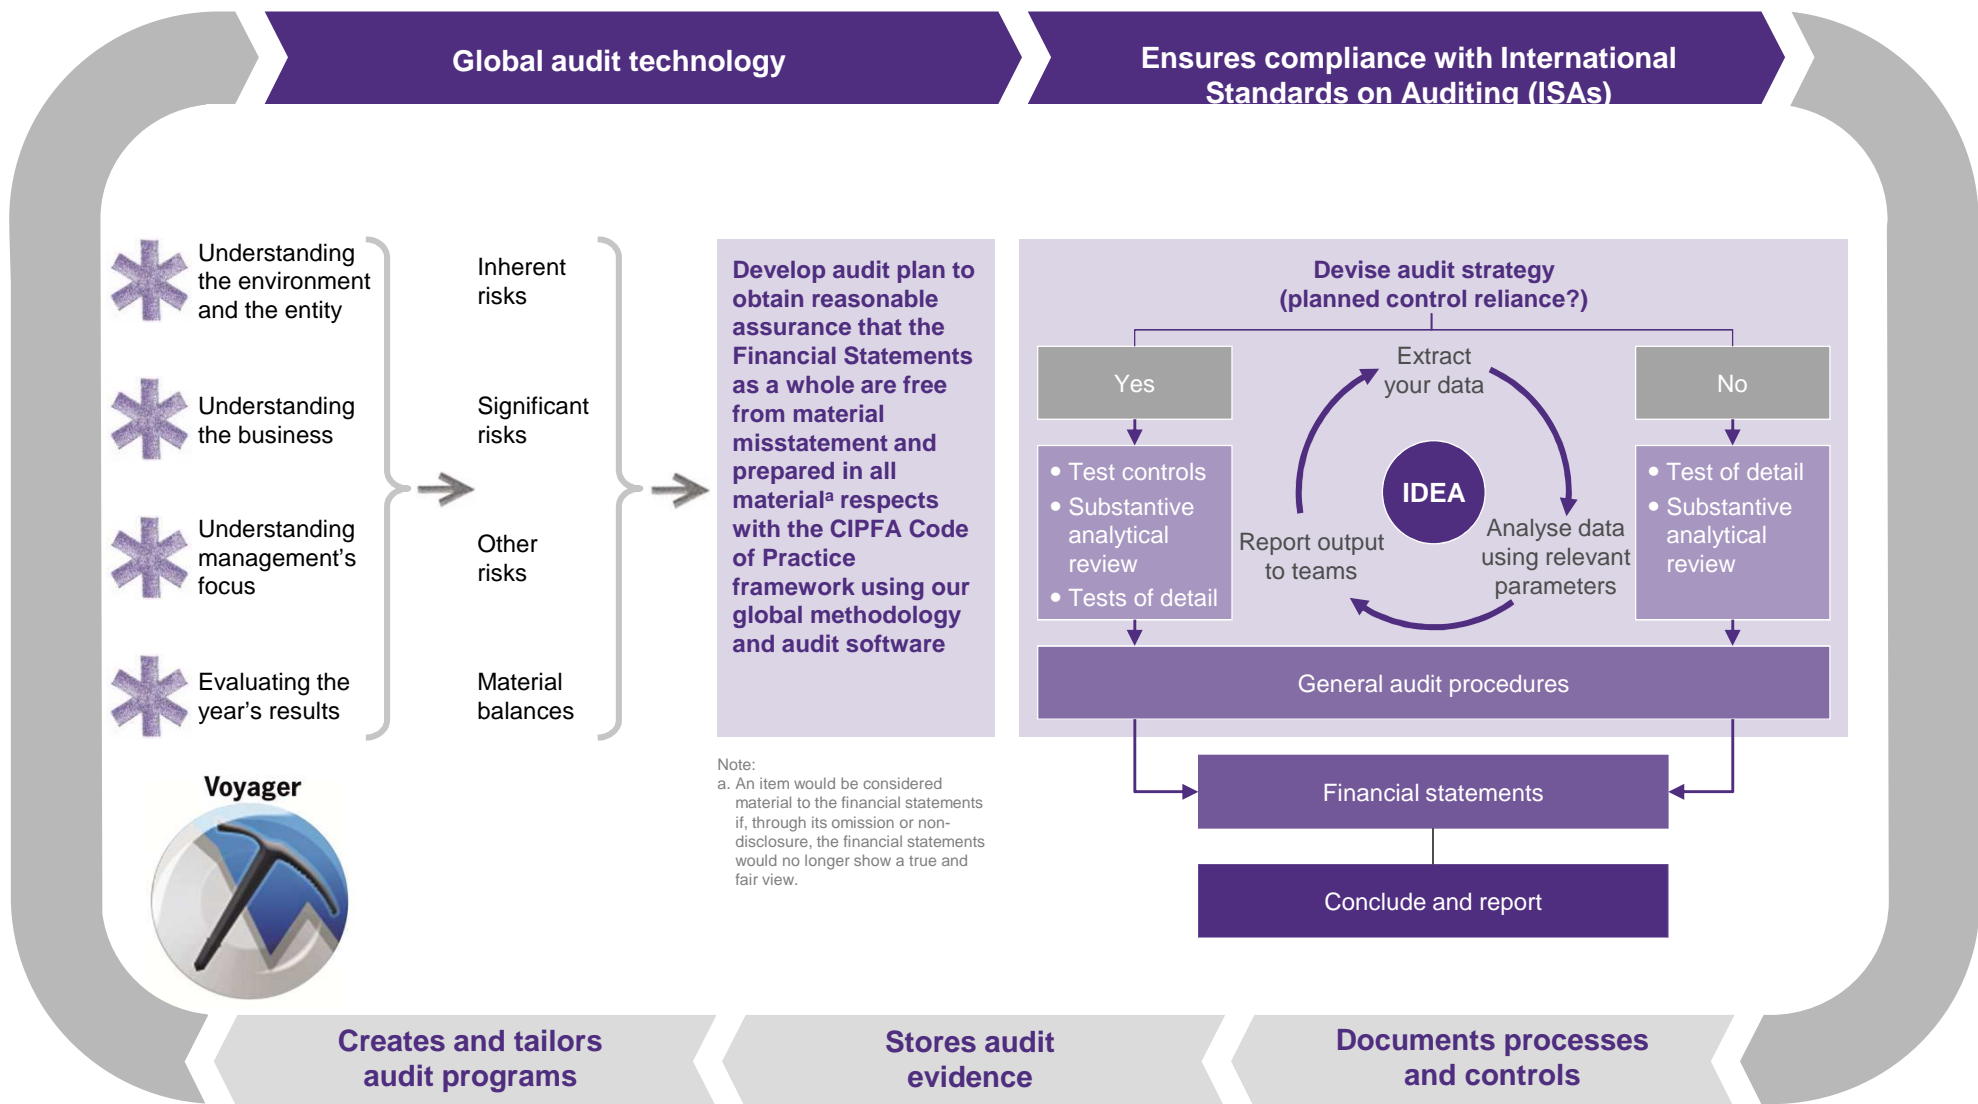 Global audit technology
Ensures compliance with International
Standards on Auditing (ISAs)
Understanding
the environment
and the entity
Understanding
the business
Understanding
management’s
focus
Evaluating the
year’s results
Inherent
risks
Significant
risks
Other
risks
Material
balances
Develop audit plan to
obtain reasonable
assurance that the
Financial Statements
as a whole are free
from material
misstatement and
prepared in all
materialᵃ respects
with the CIPFA Code
of Practice
framework using our
global methodology
and audit software
Note:
a. An item would be considered
material to the financial statements
if, through its omission or non-
disclosure, the financial statements
would no longer show a true and
fair view.
Devise audit strategy
(planned control reliance?)
Yes
• Test controls
• Substantive
analytical
review
• Tests of detail
Extract
your data
IDEA
Analyse data
using relevant
parameters
Report output
to teams
No
• Test of detail
• Substantive
analytical
review
General audit procedures
Financial statements
Conclude and report
Voyager
Creates and tailors
audit programs
Stores audit
evidence
Documents processes
and controls